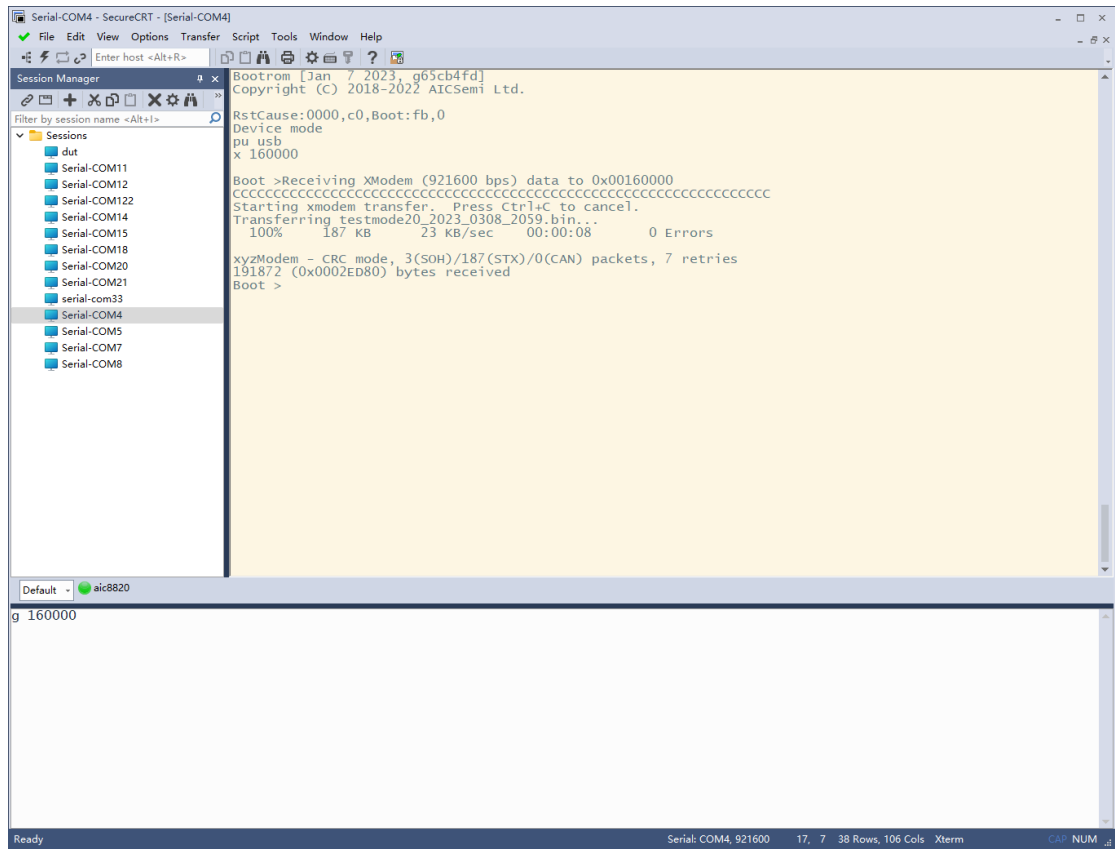 Serial-COM4 - SecureCRT - [Serial-COM4]
File Edit View Options Transfer Script Tools Window Help
Enter host <Alt+R>
Session Manager
Filter by session name <Alt+I>
Sessions
dut
Serial-COM11
Serial-COM12
Serial-COM122
Serial-COM14
Serial-COM15
Serial-COM18
Serial-COM20
Serial-COM21
serial-com33
Serial-COM4
Serial-COM5
Serial-COM7
Serial-COM8
Bootrom [Jan  7 2023, g65cb4fd]
Copyright (C) 2018-2022 AICSemi Ltd.
RstCause:0000,c0,Boot:fb,0
Device mode
pu usb
x 160000
Boot >Receiving XModem (921600 bps) data to 0x00160000
CCCCCCCCCCCCCCCCCCCCCCCCCCCCCCCCCCCCCCCCCCCCCCCCCCCCCCCCCCCCCCCCCCCCCC
Starting xmodem transfer.  Press Ctrl+C to cancel.
Transferring testmode20_2023_0308_2059.bin...
  100%     187 KB       23 KB/sec    00:00:08       0 Errors
xyzModem - CRC mode, 3(SOH)/187(STX)/0(CAN) packets, 7 retries
191872 (0x0002ED80) bytes received
Boot >
Default aic8820
g 160000
Ready Serial: COM4, 921600 17, 7 38 Rows, 106 Cols Xterm CAP NUM